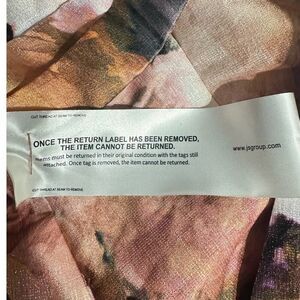 CUT THREAD AT SEAM TO REMOVE
ONCE THE RETURN LABEL HAS BEEN REMOVED,
THE ITEM CANNOT BE RETURNED.
Items must be returned in their original condition with the tags still
attached. Once tag is removed, the item cannot be returned.
www.jsgroup.com
CUT THREAD AT SEAM TO REMOVE